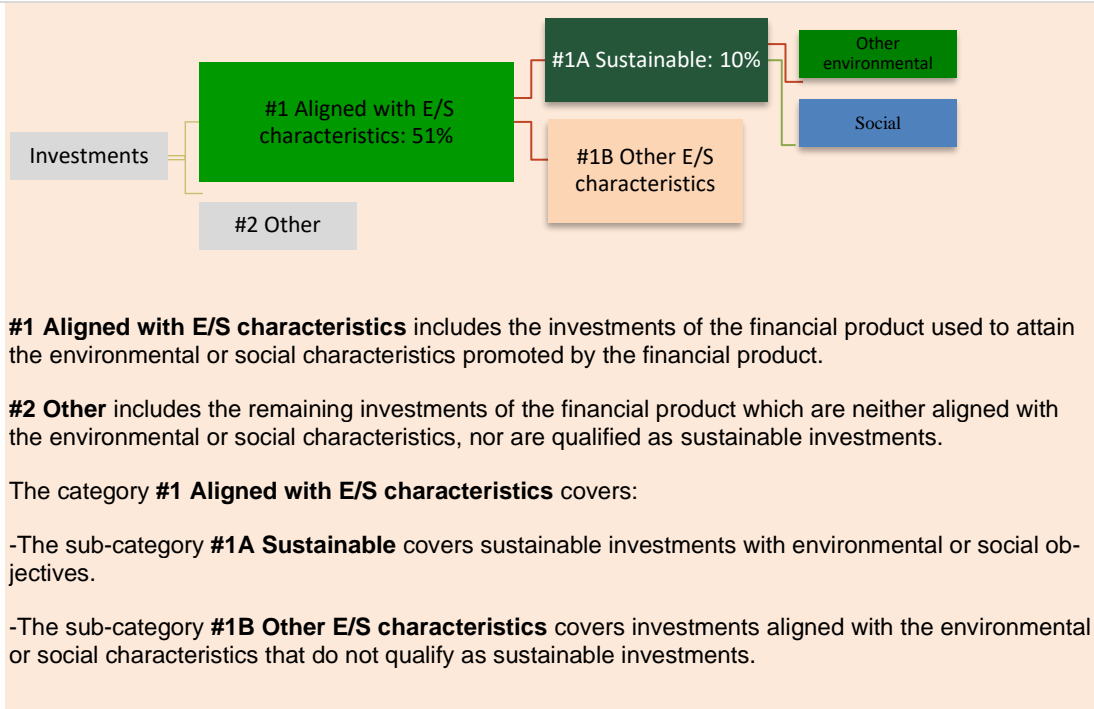 Other
environmental
#1A Sustainable: 10%
#1 Aligned with E/S
characteristics: 51%
Social
Investments
#1B Other E/S
characteristics
#2 Other
#1 Aligned with E/S characteristics includes the investments of the financial product used to attain
the environmental or social characteristics promoted by the financial product.
#2 Other includes the remaining investments of the financial product which are neither aligned with
the environmental or social characteristics, nor are qualified as sustainable investments.
The category #1 Aligned with E/S characteristics covers:
-The sub-category #1A Sustainable covers sustainable investments with environmental or social ob-
jectives.
-The sub-category #1B Other E/S characteristics covers investments aligned with the environmental
or social characteristics that do not qualify as sustainable investments.